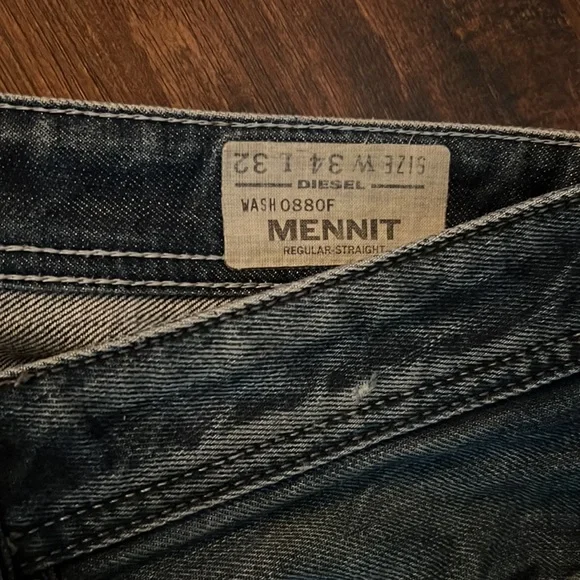 SIZE W 34 L 32
DIESEL
WASH 0880F
MENNIT
REGULAR-STRAIGHT